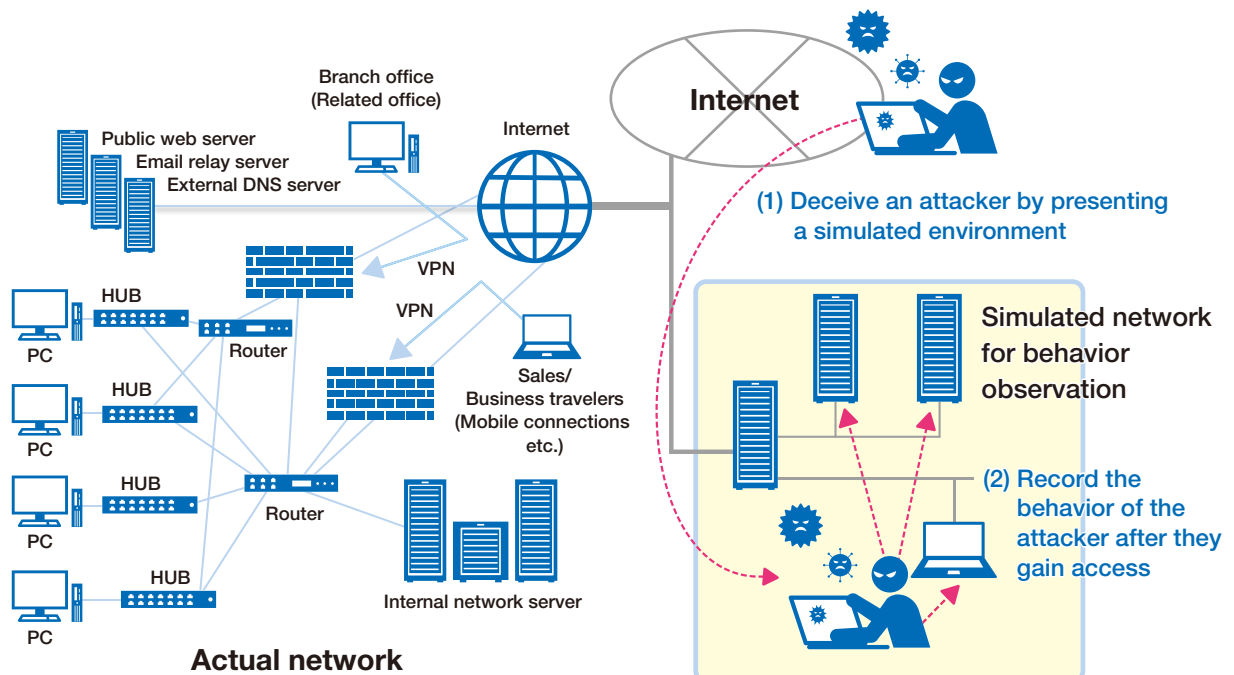 Branch office
(Related office)
Internet
Internet
Public web server
Email relay server
External DNS server
(1) Deceive an attacker by presenting
a simulated environment
VPN
VPN
HUB
PC
Router
HUB
PC
HUB
PC
Router
HUB
PC
Sales/
Business travelers
(Mobile connections
etc.)
Internal network server
Actual network
Simulated network
for behavior
observation
(2) Record the
behavior of the
attacker after they
gain access